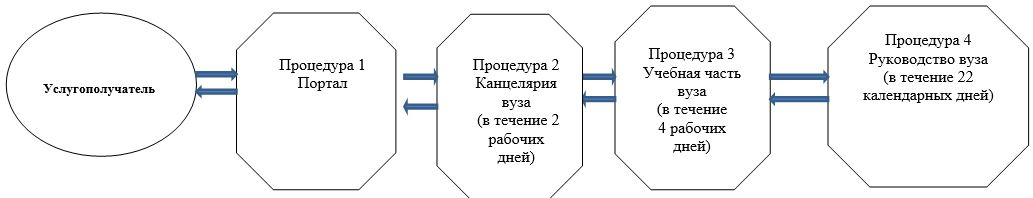 Услугополучатель
Процедура 1
Портал
Процедура 2
Канцелярия
вуза
(в течение 2
рабочих
дней)
Процедура 3
Учебная часть
вуза
(в течение
4 рабочих
дней)
Процедура 4
Руководство вуза
(в течение 22
календарных дней)